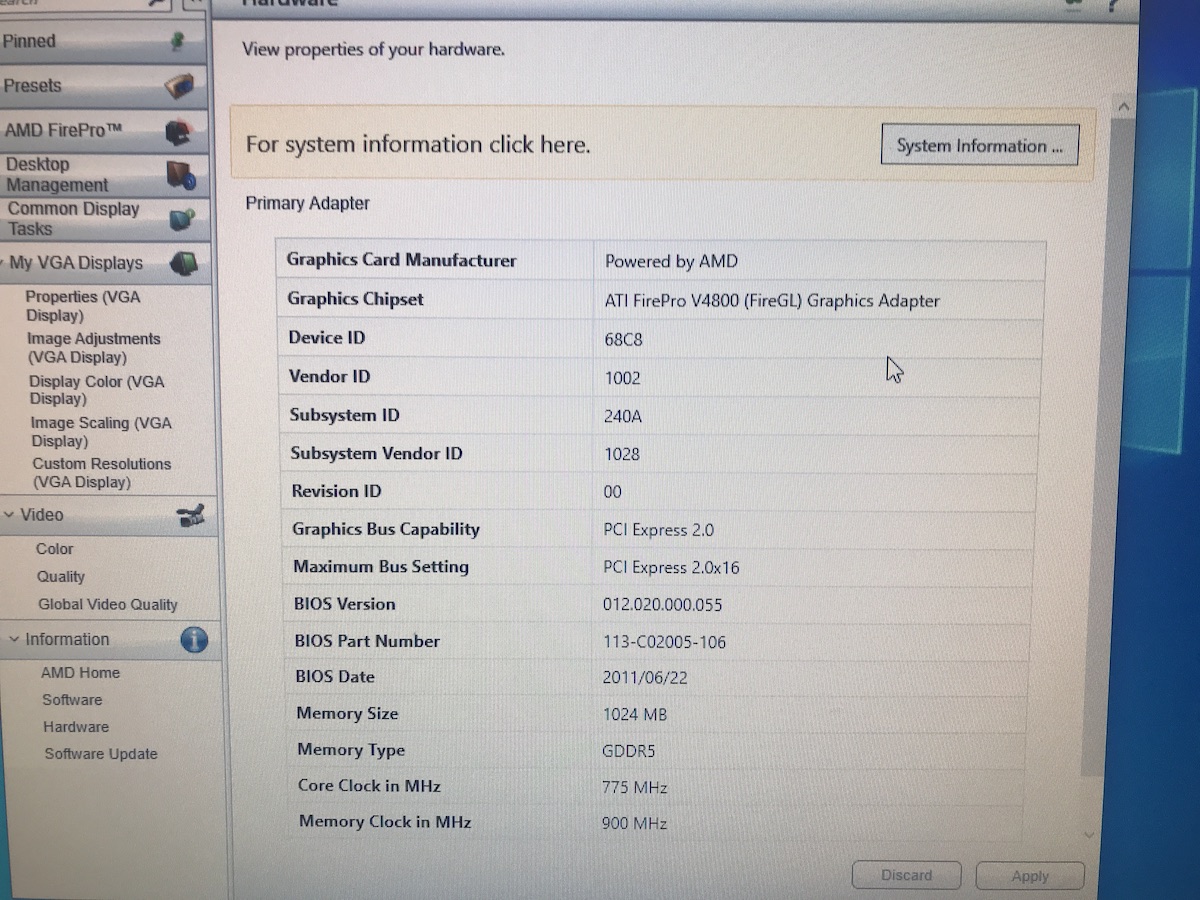 Hardware
?
Pinned
Presets
AMD FirePro™
Desktop
Management
Common Display
Tasks
My VGA Displays
Properties (VGA
Display)
Image Adjustments
(VGA Display)
Display Color (VGA
Display)
Image Scaling (VGA
Display)
Custom Resolutions
(VGA Display)
Video
Color
Quality
Global Video Quality
Information
AMD Home
Software
Hardware
Software Update
View properties of your hardware.
For system information click here.
System Information ...
Primary Adapter
Graphics Card Manufacturer Powered by AMD
Graphics Chipset ATI FirePro V4800 (FireGL) Graphics Adapter
Device ID 68C8
Vendor ID 1002
Subsystem ID 240A
Subsystem Vendor ID 1028
Revision ID 00
Graphics Bus Capability PCI Express 2.0
Maximum Bus Setting PCI Express 2.0x16
BIOS Version 012.020.000.055
BIOS Part Number 113-C02005-106
BIOS Date 2011/06/22
Memory Size 1024 MB
Memory Type GDDR5
Core Clock in MHz 775 MHz
Memory Clock in MHz 900 MHz
Discard Apply